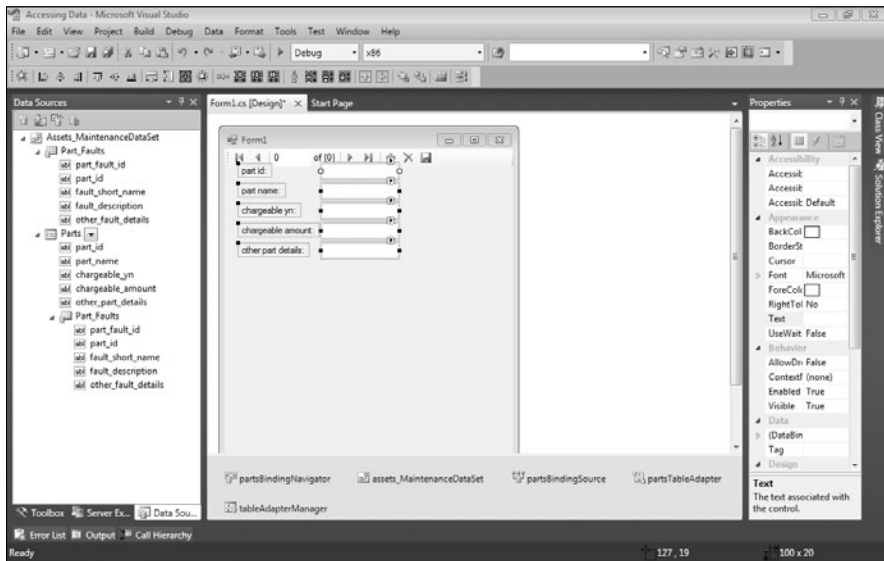 Accessing Data - Microsoft Visual Studio
File Edit View Project Build Debug Data Format Tools Test Window Help
Debug x86
Data Sources
Assets_MaintenanceDataSet
Part_Faults
part_fault_id
part_id
fault_short_name
fault_description
other_fault_details
Parts
part_id
part_name
chargeable_yn
chargeable_amount
other_part_details
Part_Faults
part_fault_id
part_id
fault_short_name
fault_description
other_fault_details
Toolbox Server Ex... Data Sou...
Form1.cs [Design]* Start Page
Form1
0 of {0}
part id:
part name:
chargeable yn:
chargeable amount:
other part details:
partsBindingNavigator assets_MaintenanceDataSet partsBindingSource partsTableAdapter
tableAdapterManager
Properties
Accessibility
Accessit
Accessit
Accessit Default
Appearance
BackCol
BorderSt
Cursor
Font Microsoft
ForeColo
RightTol No
Text
UseWait False
Behavior
AllowDr False
Contextl (none)
Enabled True
Visible True
Data
(DataBin
Tag
Design
Text
The text associated with
the control.
Class View Solution Explorer
Error List Output Call Hierarchy
Ready 127 , 19 100 x 20